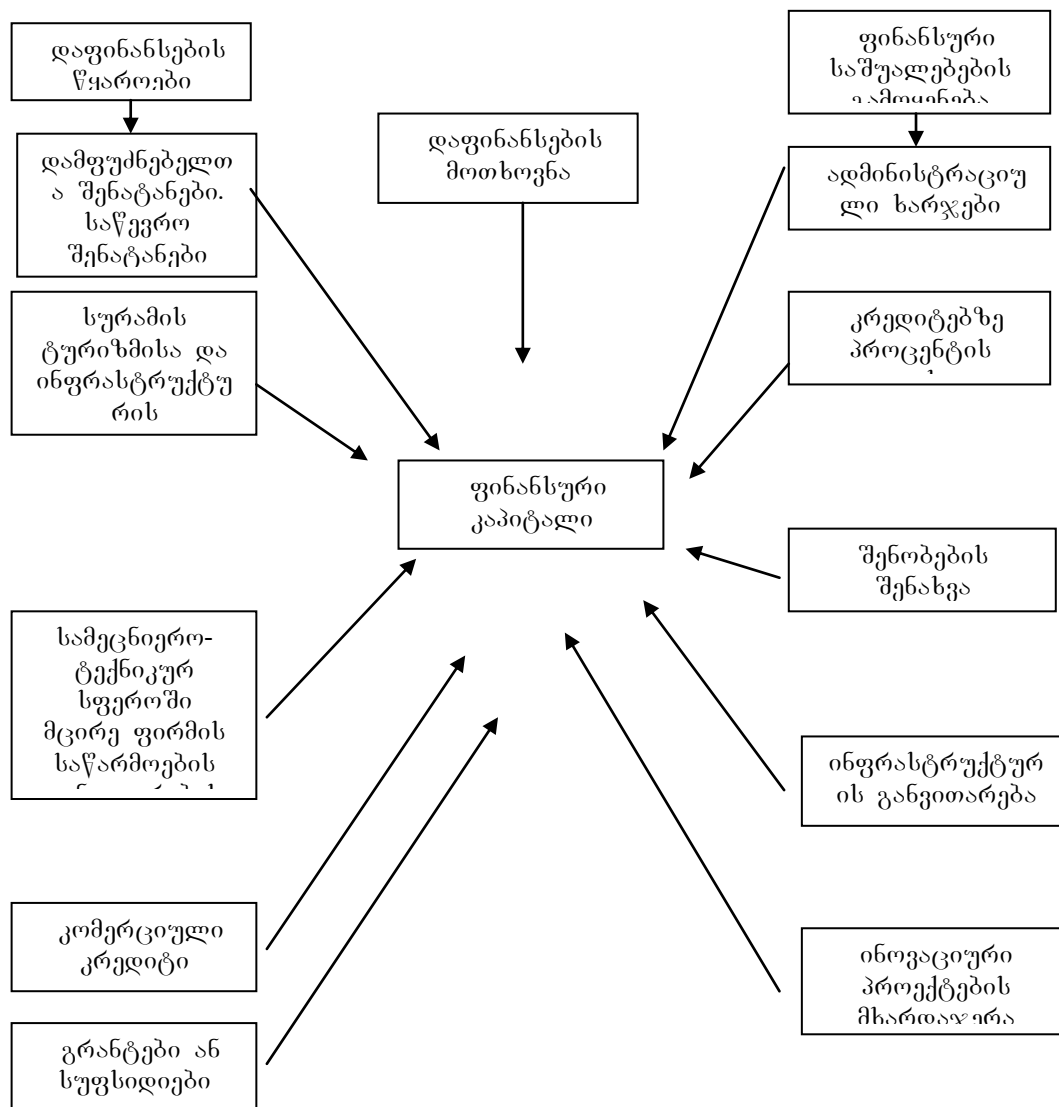 დაფინანსების
წყაროები
დამფუძნებელთ
ა შენატანები.
საწევრო
შენატანები
სურამის
ტურიზმისა და
ინფრასტრუქტუ
რის
სამეცნიერო-
ტექნიკურ
სფეროში
მცირე ფირმის
საწარმოების
კომერციული
კრედიტი
გრანტები ან
სუფსიდიები
დაფინანსების
მოთხოვნა
ფინანსური
კაპიტალი
ფინანსური
საშუალებების
გამოყენება
ადმინისტრაციუ
ლი ხარჯები
კრედიტებზე
პროცენტის
შენობების
შენახვა
ინფრასტრუქტურ
ის განვითარება
ინოვაციური
პროექტების
მხარდაჭერა